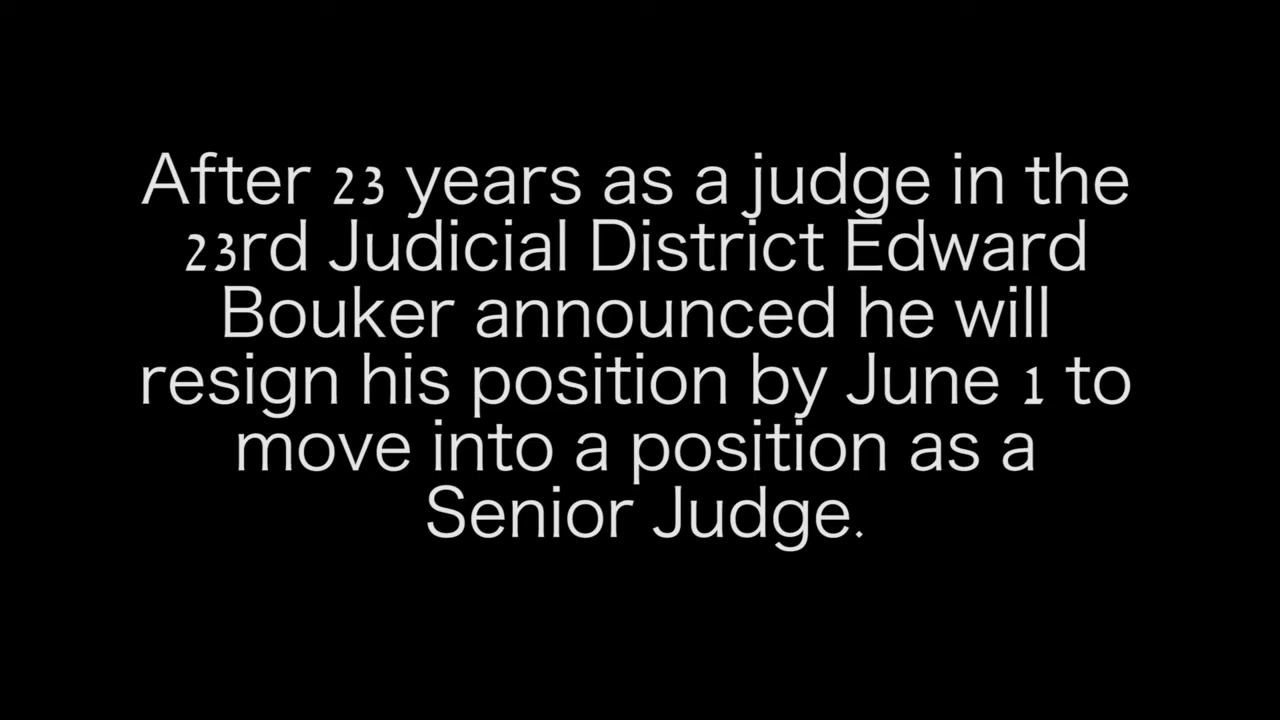 After 23 years as a judge in the
23rd Judicial District Edward
Bouker announced he will
resign his position by June 1 to
move into a position as a
Senior Judge.